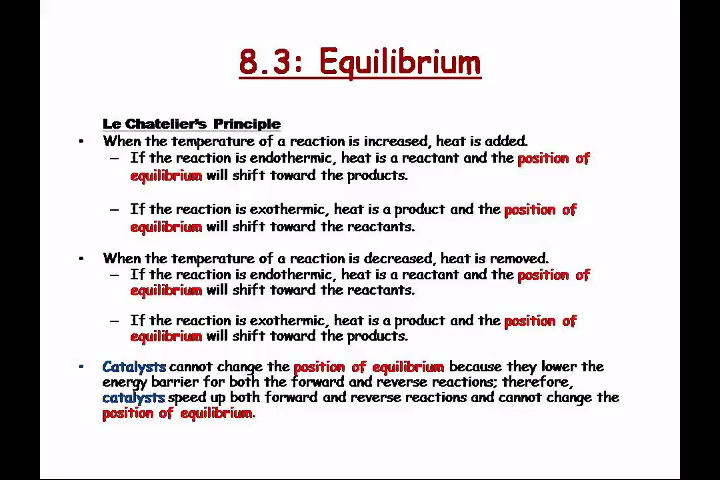 8.3: Equilibrium
Le Chatelier's Principle
• When the temperature of a reaction is increased, heat is added.
– If the reaction is endothermic, heat is a reactant and the position of
equilibrium will shift toward the products.
– If the reaction is exothermic, heat is a product and the position of
equilibrium will shift toward the reactants.
• When the temperature of a reaction is decreased, heat is removed.
– If the reaction is endothermic, heat is a reactant and the position of
equilibrium will shift toward the reactants.
– If the reaction is exothermic, heat is a product and the position of
equilibrium will shift toward the products.
• Catalysts cannot change the position of equilibrium because they lower the
energy barrier for both the forward and reverse reactions; therefore,
catalysts speed up both forward and reverse reactions and cannot change the
position of equilibrium.